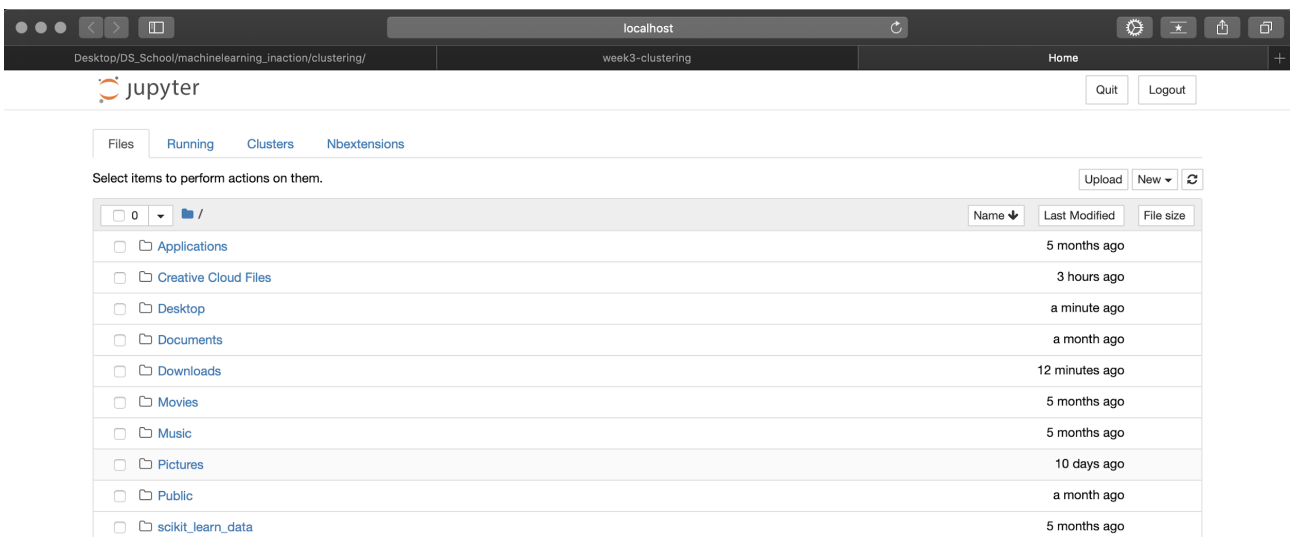 localhost
Desktop/DS_School/machinelearning_inaction/clustering/ week3-clustering Home
jupyter Quit Logout
Files Running Clusters Nbextensions
Select items to perform actions on them. Upload New
0 / Name Last Modified File size
Applications 5 months ago
Creative Cloud Files 3 hours ago
Desktop a minute ago
Documents a month ago
Downloads 12 minutes ago
Movies 5 months ago
Music 5 months ago
Pictures 10 days ago
Public a month ago
scikit_learn_data 5 months ago